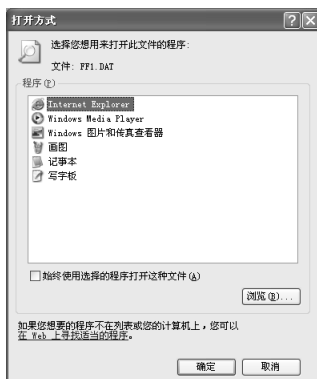 打开方式
选择您想用来打开此文件的程序:
文件: FF1.DAT
程序(P)
Internet Explorer
Windows Media Player
Windows 图片和传真查看器
画图
记事本
写字板
始终使用选择的程序打开这种文件(A)
浏览(B)...
如果您想要的程序不在列表或您的计算机上，您可以
在 Web 上寻找适当的程序。
确定 取消